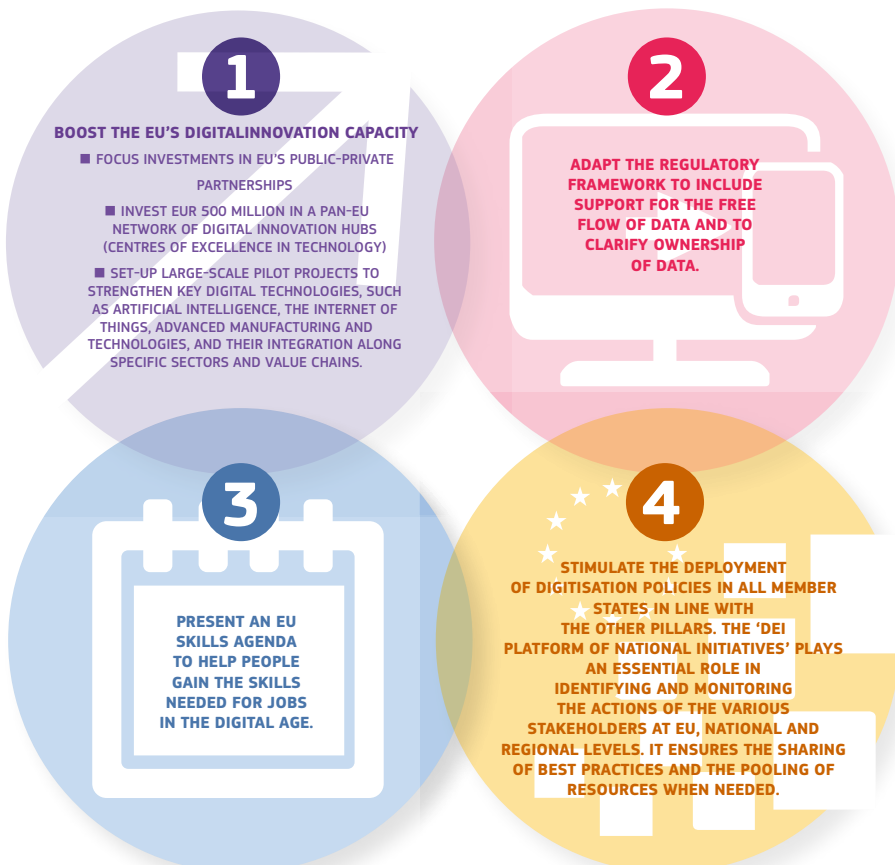 1
BOOST THE EU'S DIGITALINNOVATION CAPACITY
■ FOCUS INVESTMENTS IN EU'S PUBLIC-PRIVATE
PARTNERSHIPS
■ INVEST EUR 500 MILLION IN A PAN-EU
NETWORK OF DIGITAL INNOVATION HUBS
(CENTRES OF EXCELLENCE IN TECHNOLOGY)
■ SET-UP LARGE-SCALE PILOT PROJECTS TO
STRENGTHEN KEY DIGITAL TECHNOLOGIES, SUCH
AS ARTIFICIAL INTELLIGENCE, THE INTERNET OF
THINGS, ADVANCED MANUFACTURING AND
TECHNOLOGIES, AND THEIR INTEGRATION ALONG
SPECIFIC SECTORS AND VALUE CHAINS.
2
ADAPT THE REGULATORY
FRAMEWORK TO INCLUDE
SUPPORT FOR THE FREE
FLOW OF DATA AND TO
CLARIFY OWNERSHIP
OF DATA.
3
PRESENT AN EU
SKILLS AGENDA
TO HELP PEOPLE
GAIN THE SKILLS
NEEDED FOR JOBS
IN THE DIGITAL AGE.
4
STIMULATE THE DEPLOYMENT
OF DIGITISATION POLICIES IN ALL MEMBER
STATES IN LINE WITH
THE OTHER PILLARS. THE 'DEI
PLATFORM OF NATIONAL INITIATIVES' PLAYS
AN ESSENTIAL ROLE IN
IDENTIFYING AND MONITORING
THE ACTIONS OF THE VARIOUS
STAKEHOLDERS AT EU, NATIONAL AND
REGIONAL LEVELS. IT ENSURES THE SHARING
OF BEST PRACTICES AND THE POOLING OF
RESOURCES WHEN NEEDED.